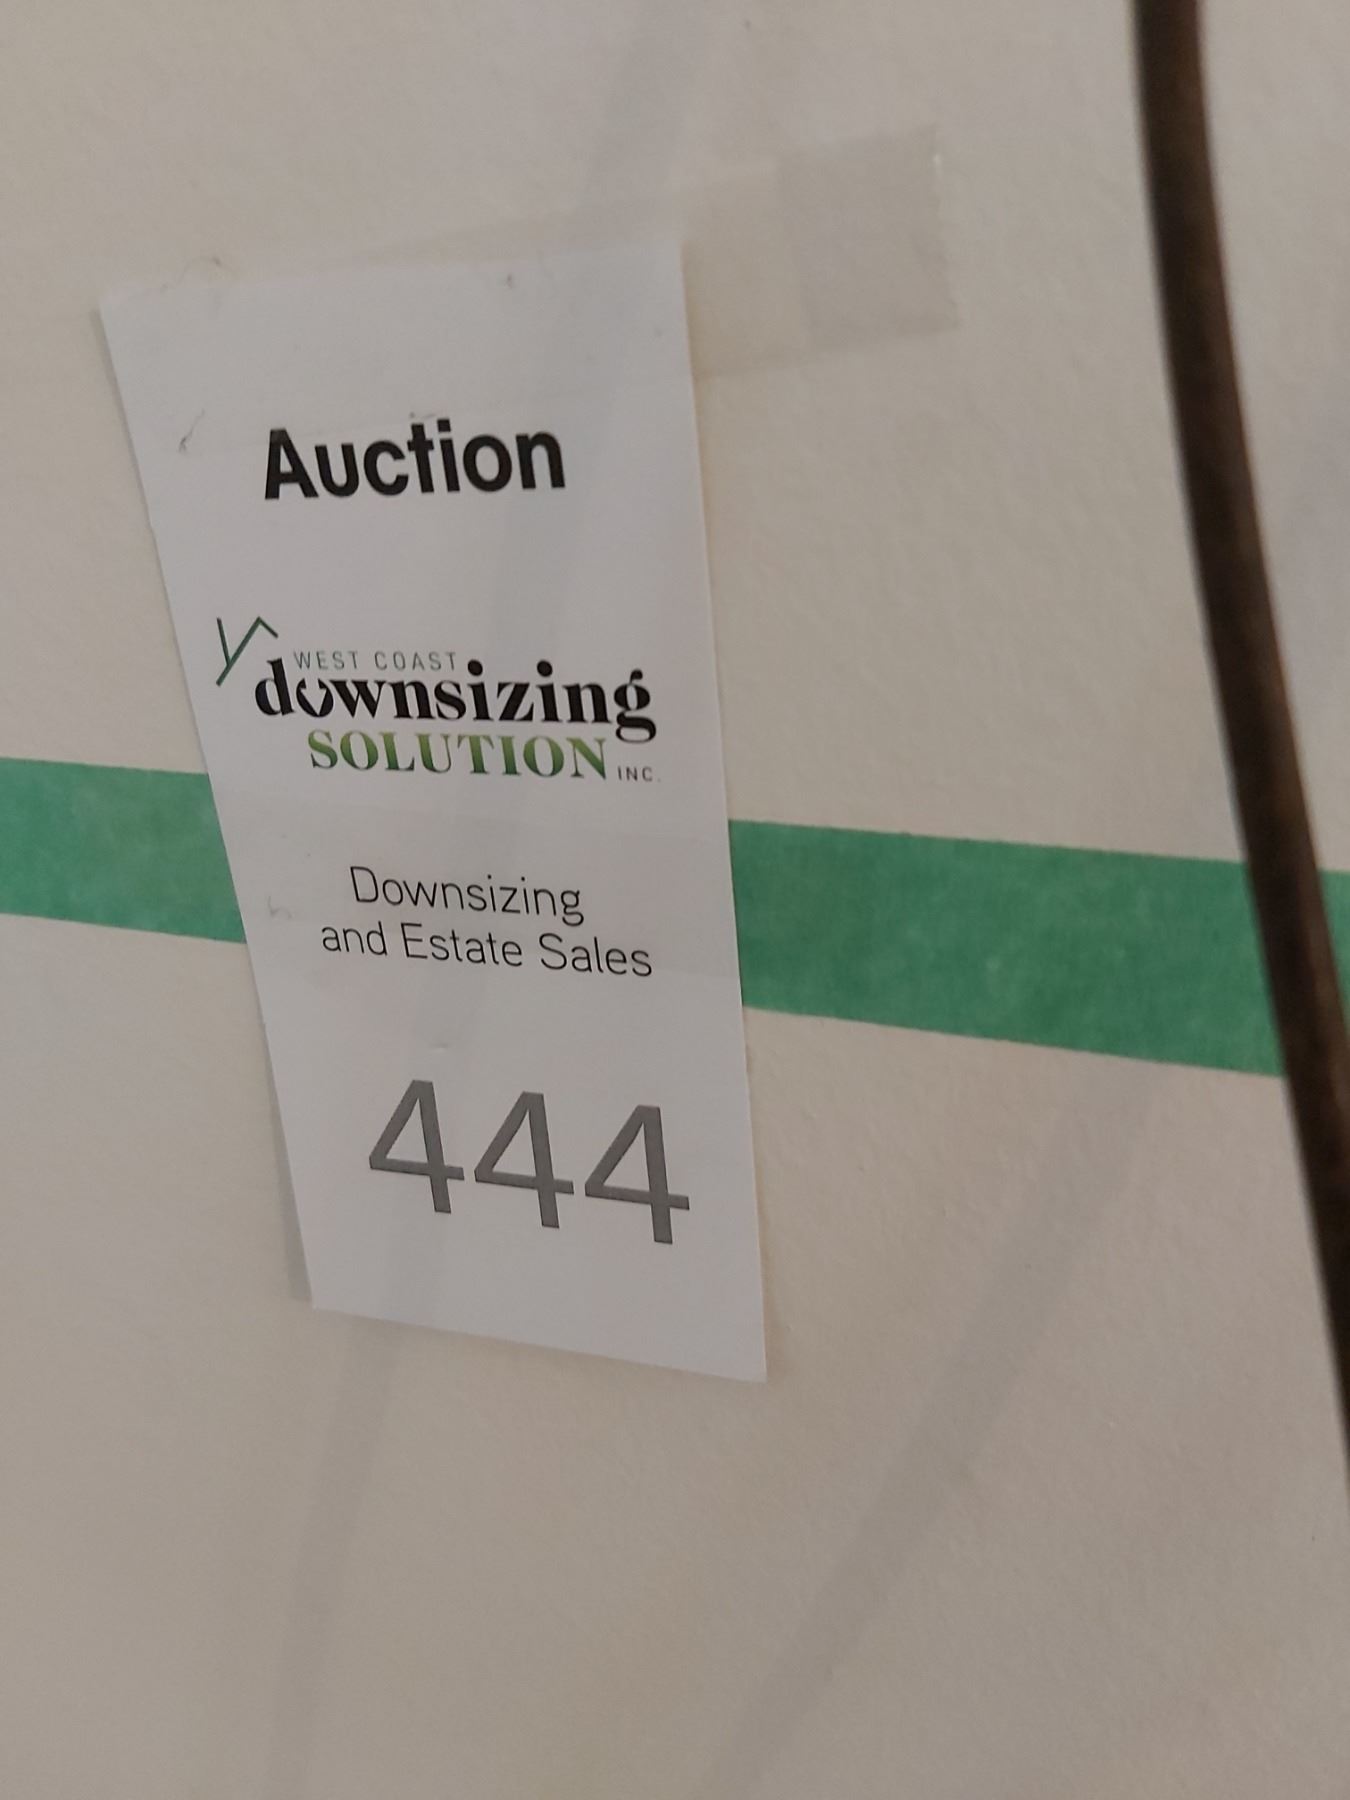 Auction
WEST COAST
downsizing
SOLUTION INC.
Downsizing
and Estate Sales
444